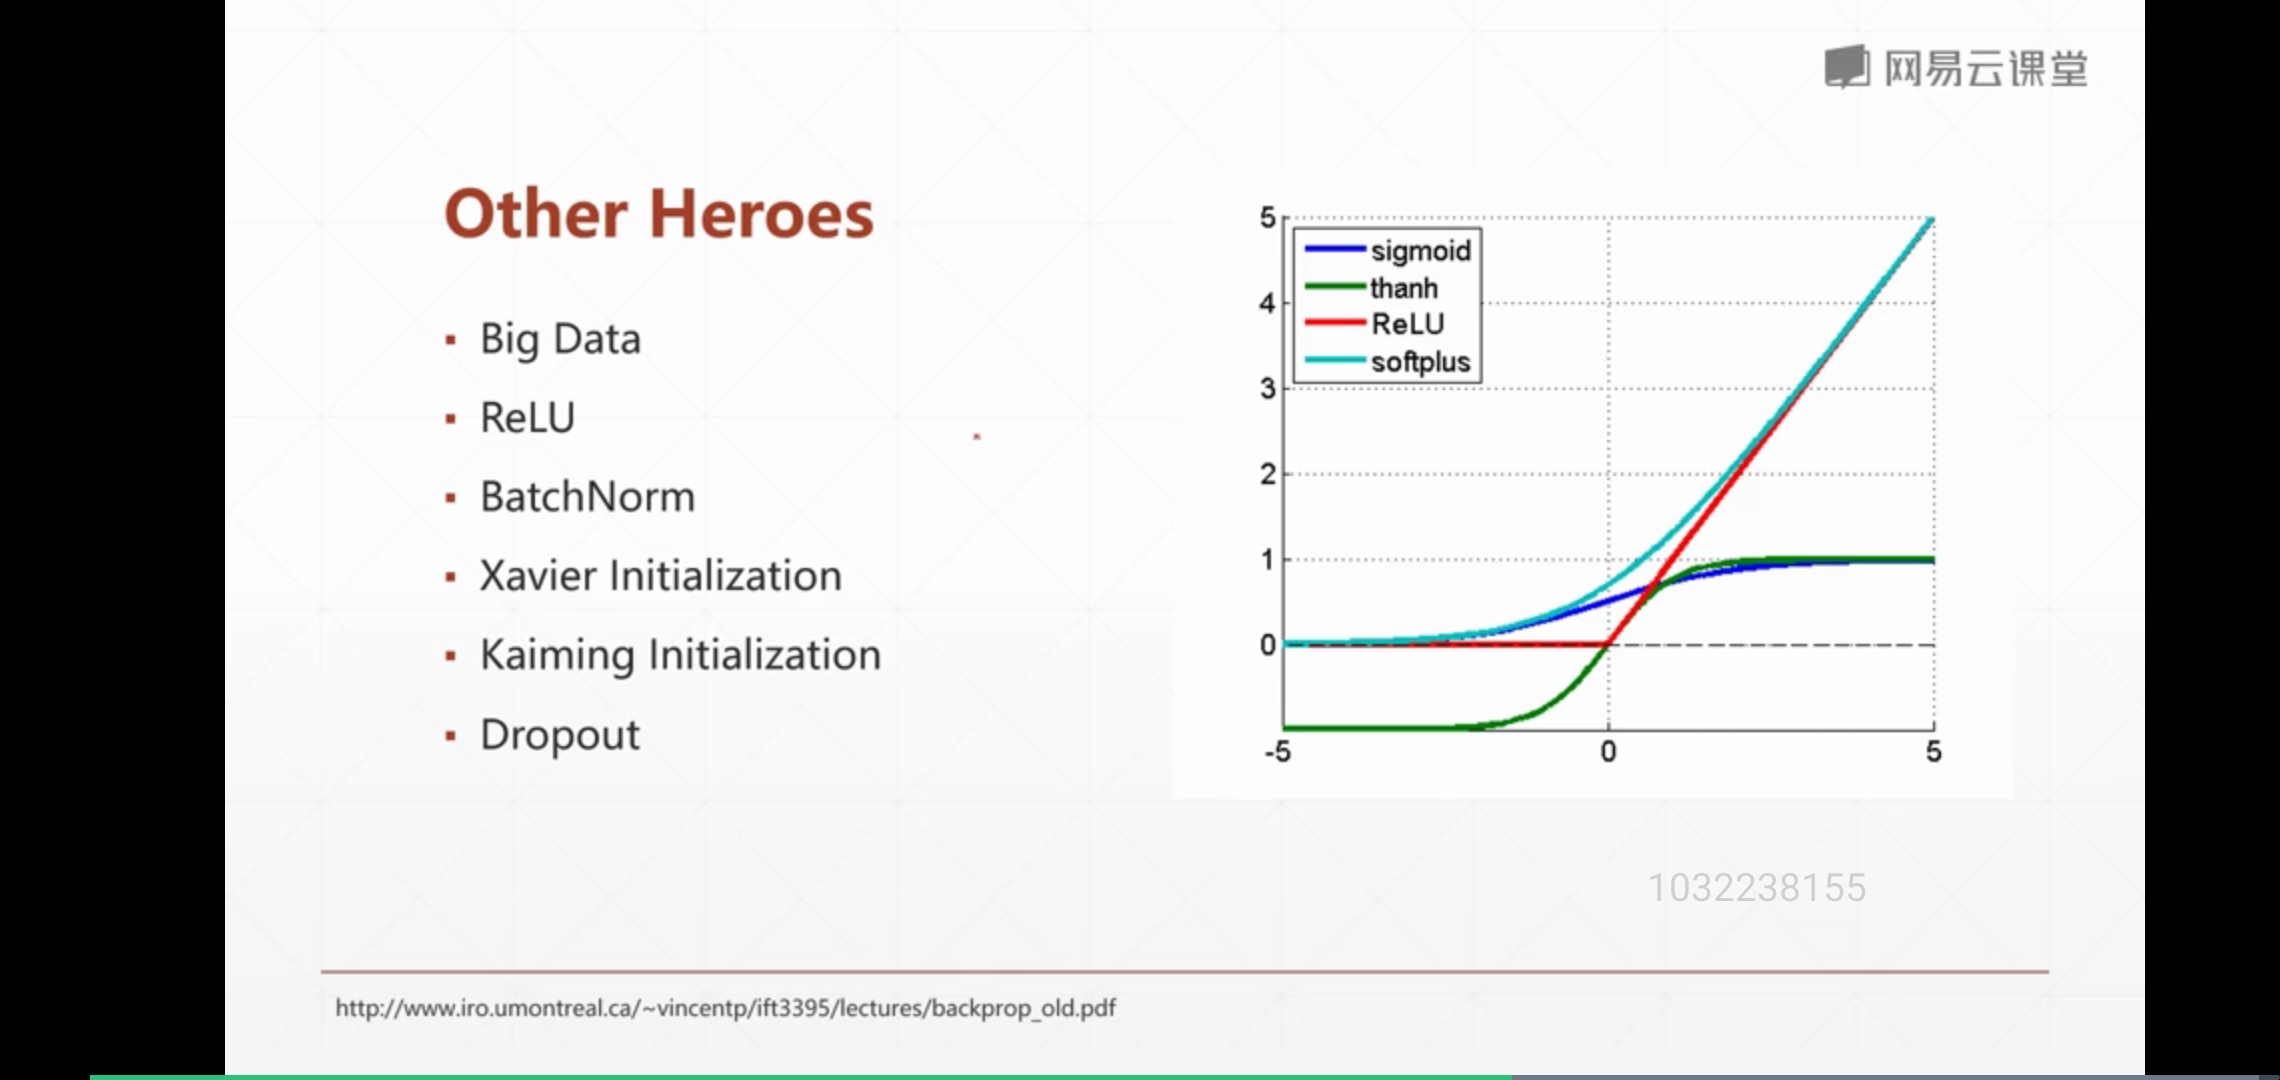 网易云课堂
Other Heroes
▪ Big Data
▪ ReLU
▪ BatchNorm
▪ Xavier Initialization
▪ Kaiming Initialization
▪ Dropout
5
4
3
2
1
0
-5
0
5
sigmoid
thanh
ReLU
softplus
1032238155
http://www.iro.umontreal.ca/~vincentp/ift3395/lectures/backprop_old.pdf